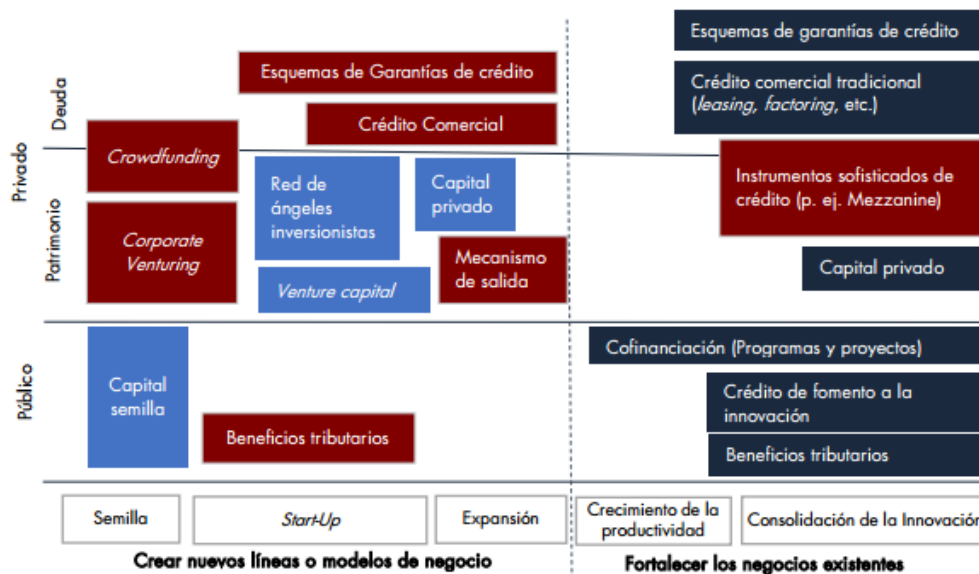 Privado
Deuda
Patrimonio
Público
Esquemas de Garantías de crédito
Crédito Comercial
Crowdfunding
Corporate
Venturing
Red de
ángeles
inversionistas
Capital
privado
Venture capital
Mecanismo
de salida
Capital
semilla
Beneficios tributarios
Esquemas de garantías de crédito
Crédito comercial tradicional
(leasing, factoring, etc.)
Instrumentos sofisticados de
crédito (p. ej. Mezzanine)
Capital privado
Cofinanciación (Programas y proyectos)
Crédito de fomento a la
innovación
Beneficios tributarios
Semilla
Start-Up
Expansión
Crecimiento de la
productividad
Consolidación de la Innovación
Crear nuevos líneas o modelos de negocio
Fortalecer los negocios existentes